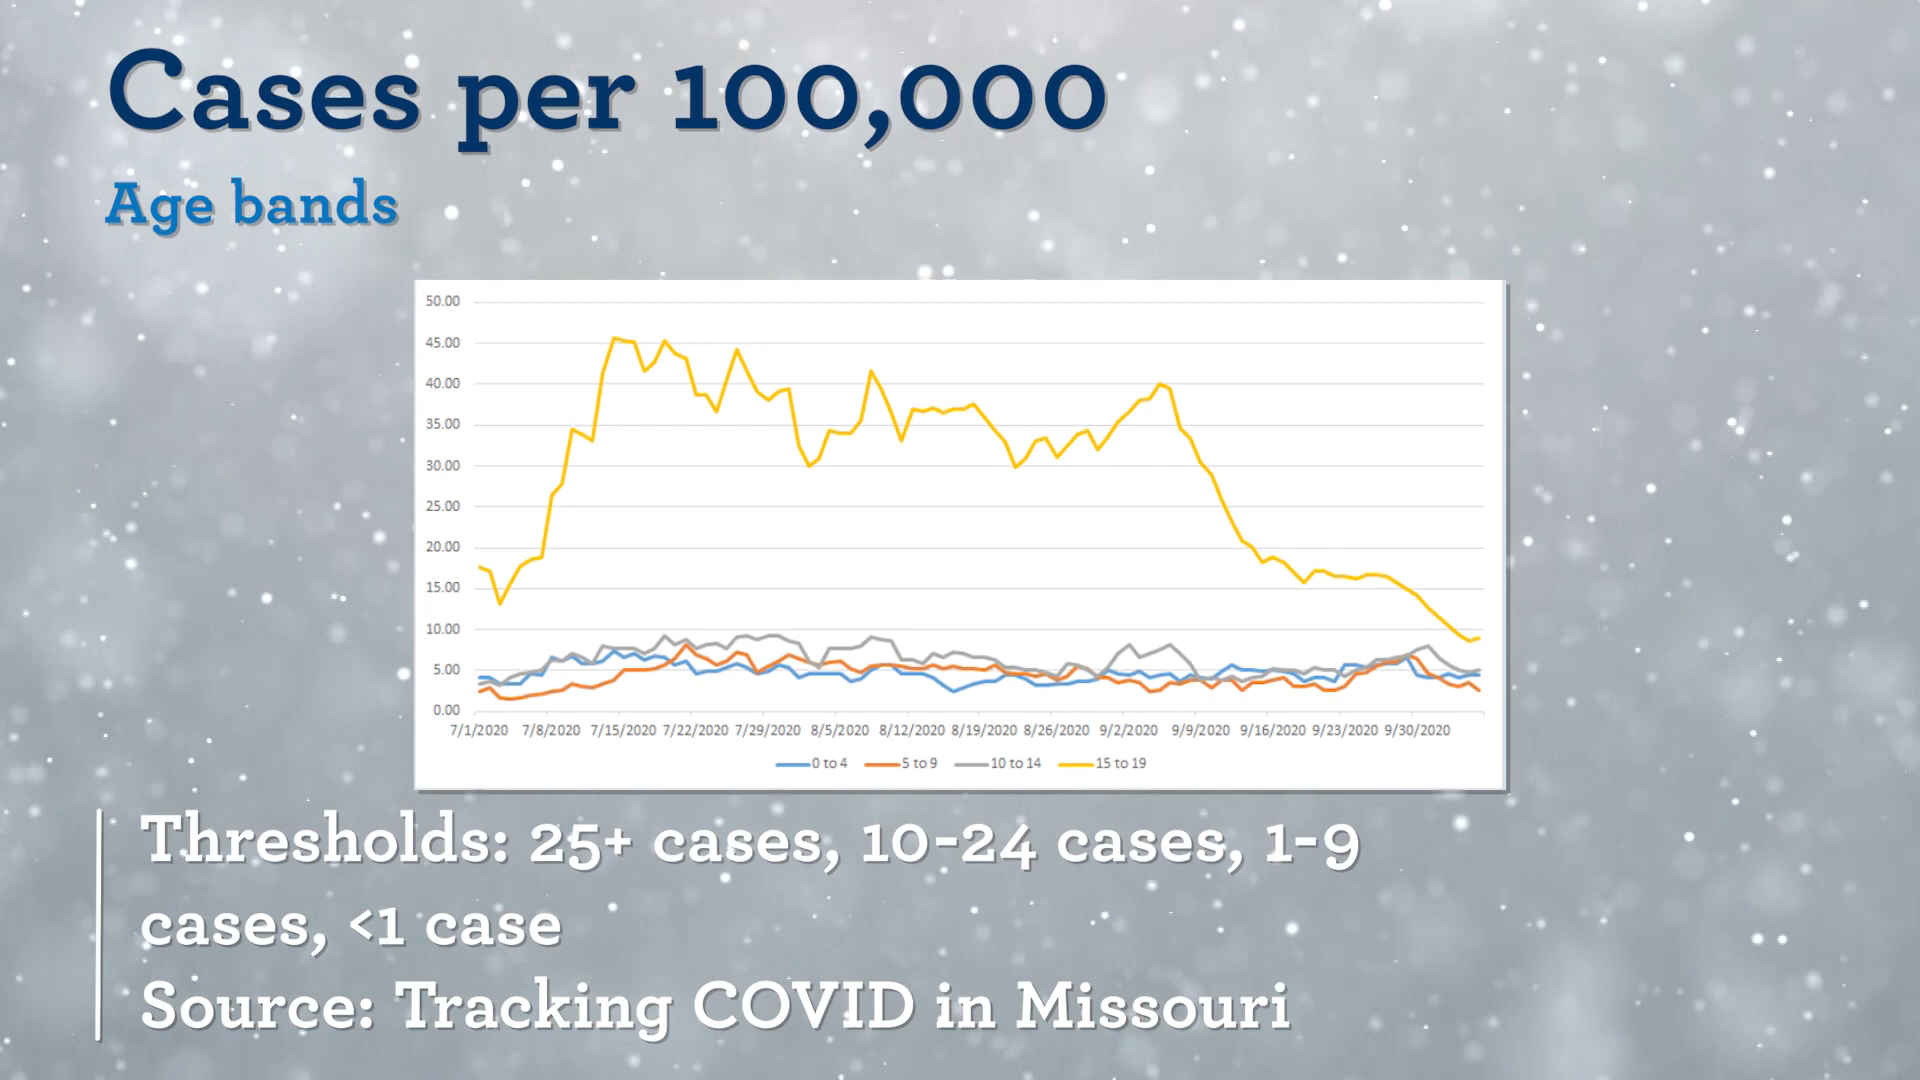 Cases per 100,000
Age bands
50.00
45.00
40.00
35.00
30.00
25.00
20.00
15.00
10.00
5.00
0.00
7/1/2020 7/8/2020 7/15/2020 7/22/2020 7/29/2020 8/5/2020 8/12/2020 8/19/2020 8/26/2020 9/2/2020 9/9/2020 9/16/2020 9/23/2020 9/30/2020
0 to 4 5 to 9 10 to 14 15 to 19
Thresholds: 25+ cases, 10-24 cases, 1-9
cases, <1 case
Source: Tracking COVID in Missouri